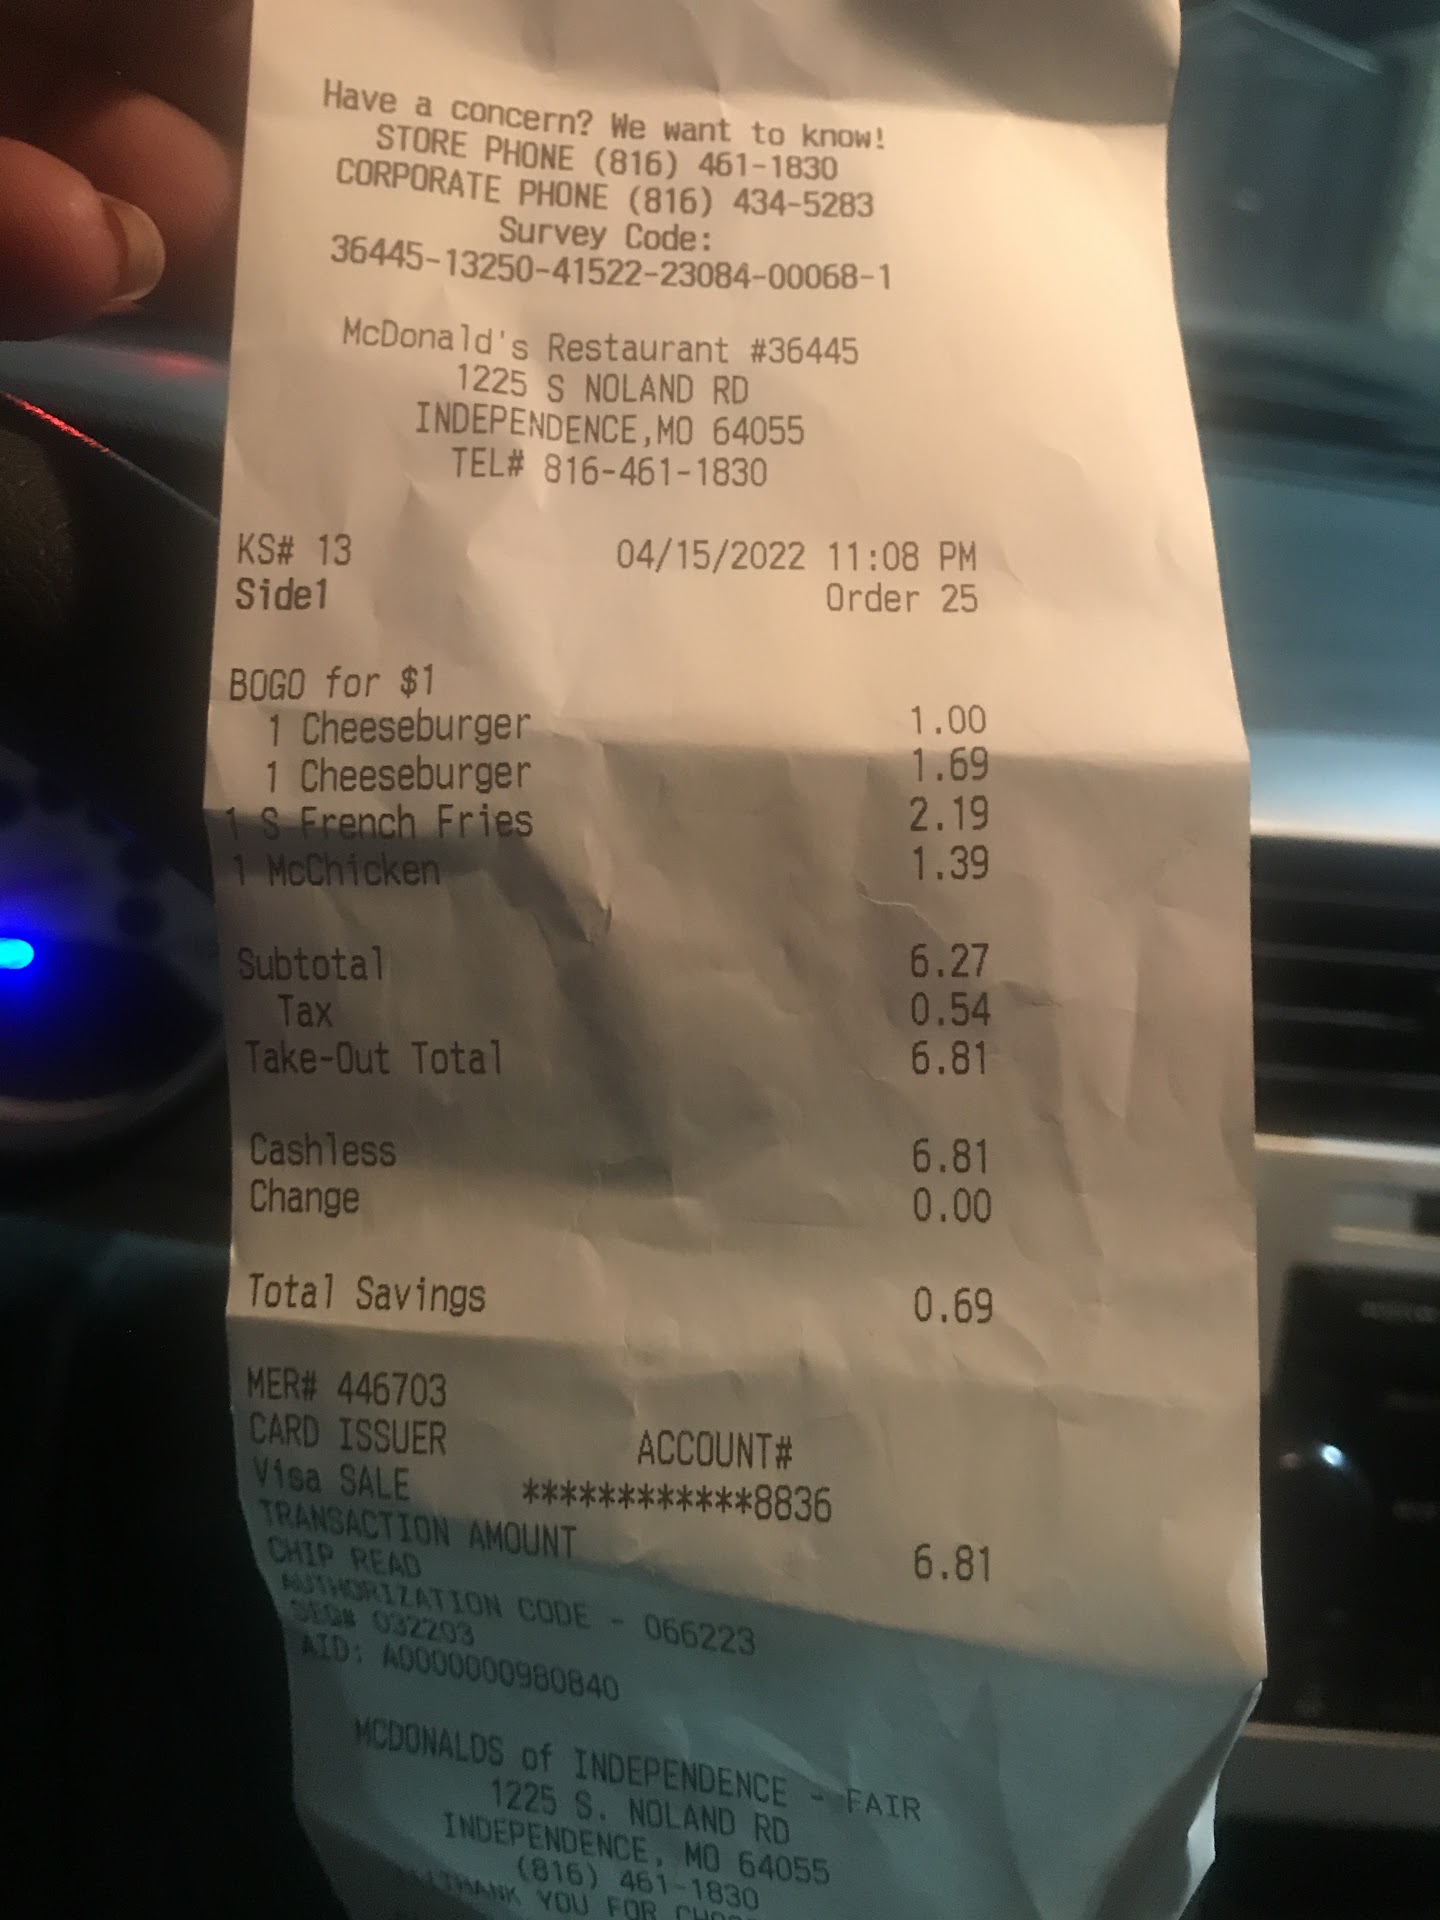 Have a concern? We want to know!
STORE PHONE (816) 461-1830
CORPORATE PHONE (816) 434-5283
Survey Code:
36445-13250-41522-23084-00068-1
McDonald's Restaurant #36445
1225 S NOLAND RD
INDEPENDENCE,MO 64055
TEL# 816-461-1830
KS# 13 04/15/2022 11:08 PM
Side1 Order 25
BOGO for $1
1 Cheeseburger 1.00
1 Cheeseburger 1.69
1 S French Fries 2.19
1 McChicken 1.39
Subtotal 6.27
Tax 0.54
Take-Out Total 6.81
Cashless 6.81
Change 0.00
Total Savings 0.69
MER# 446703
CARD ISSUER ACCOUNT#
Visa SALE ************8836
TRANSACTION AMOUNT 6.81
CHIP READ
AUTHORIZATION CODE - 066223
SEQ# 032203
AID: A0000000980840
MCDONALDS of INDEPENDENCE - FAIR
1225 S. NOLAND RD
INDEPENDENCE, MO 64055
(816) 461-1830
THANK YOU FOR